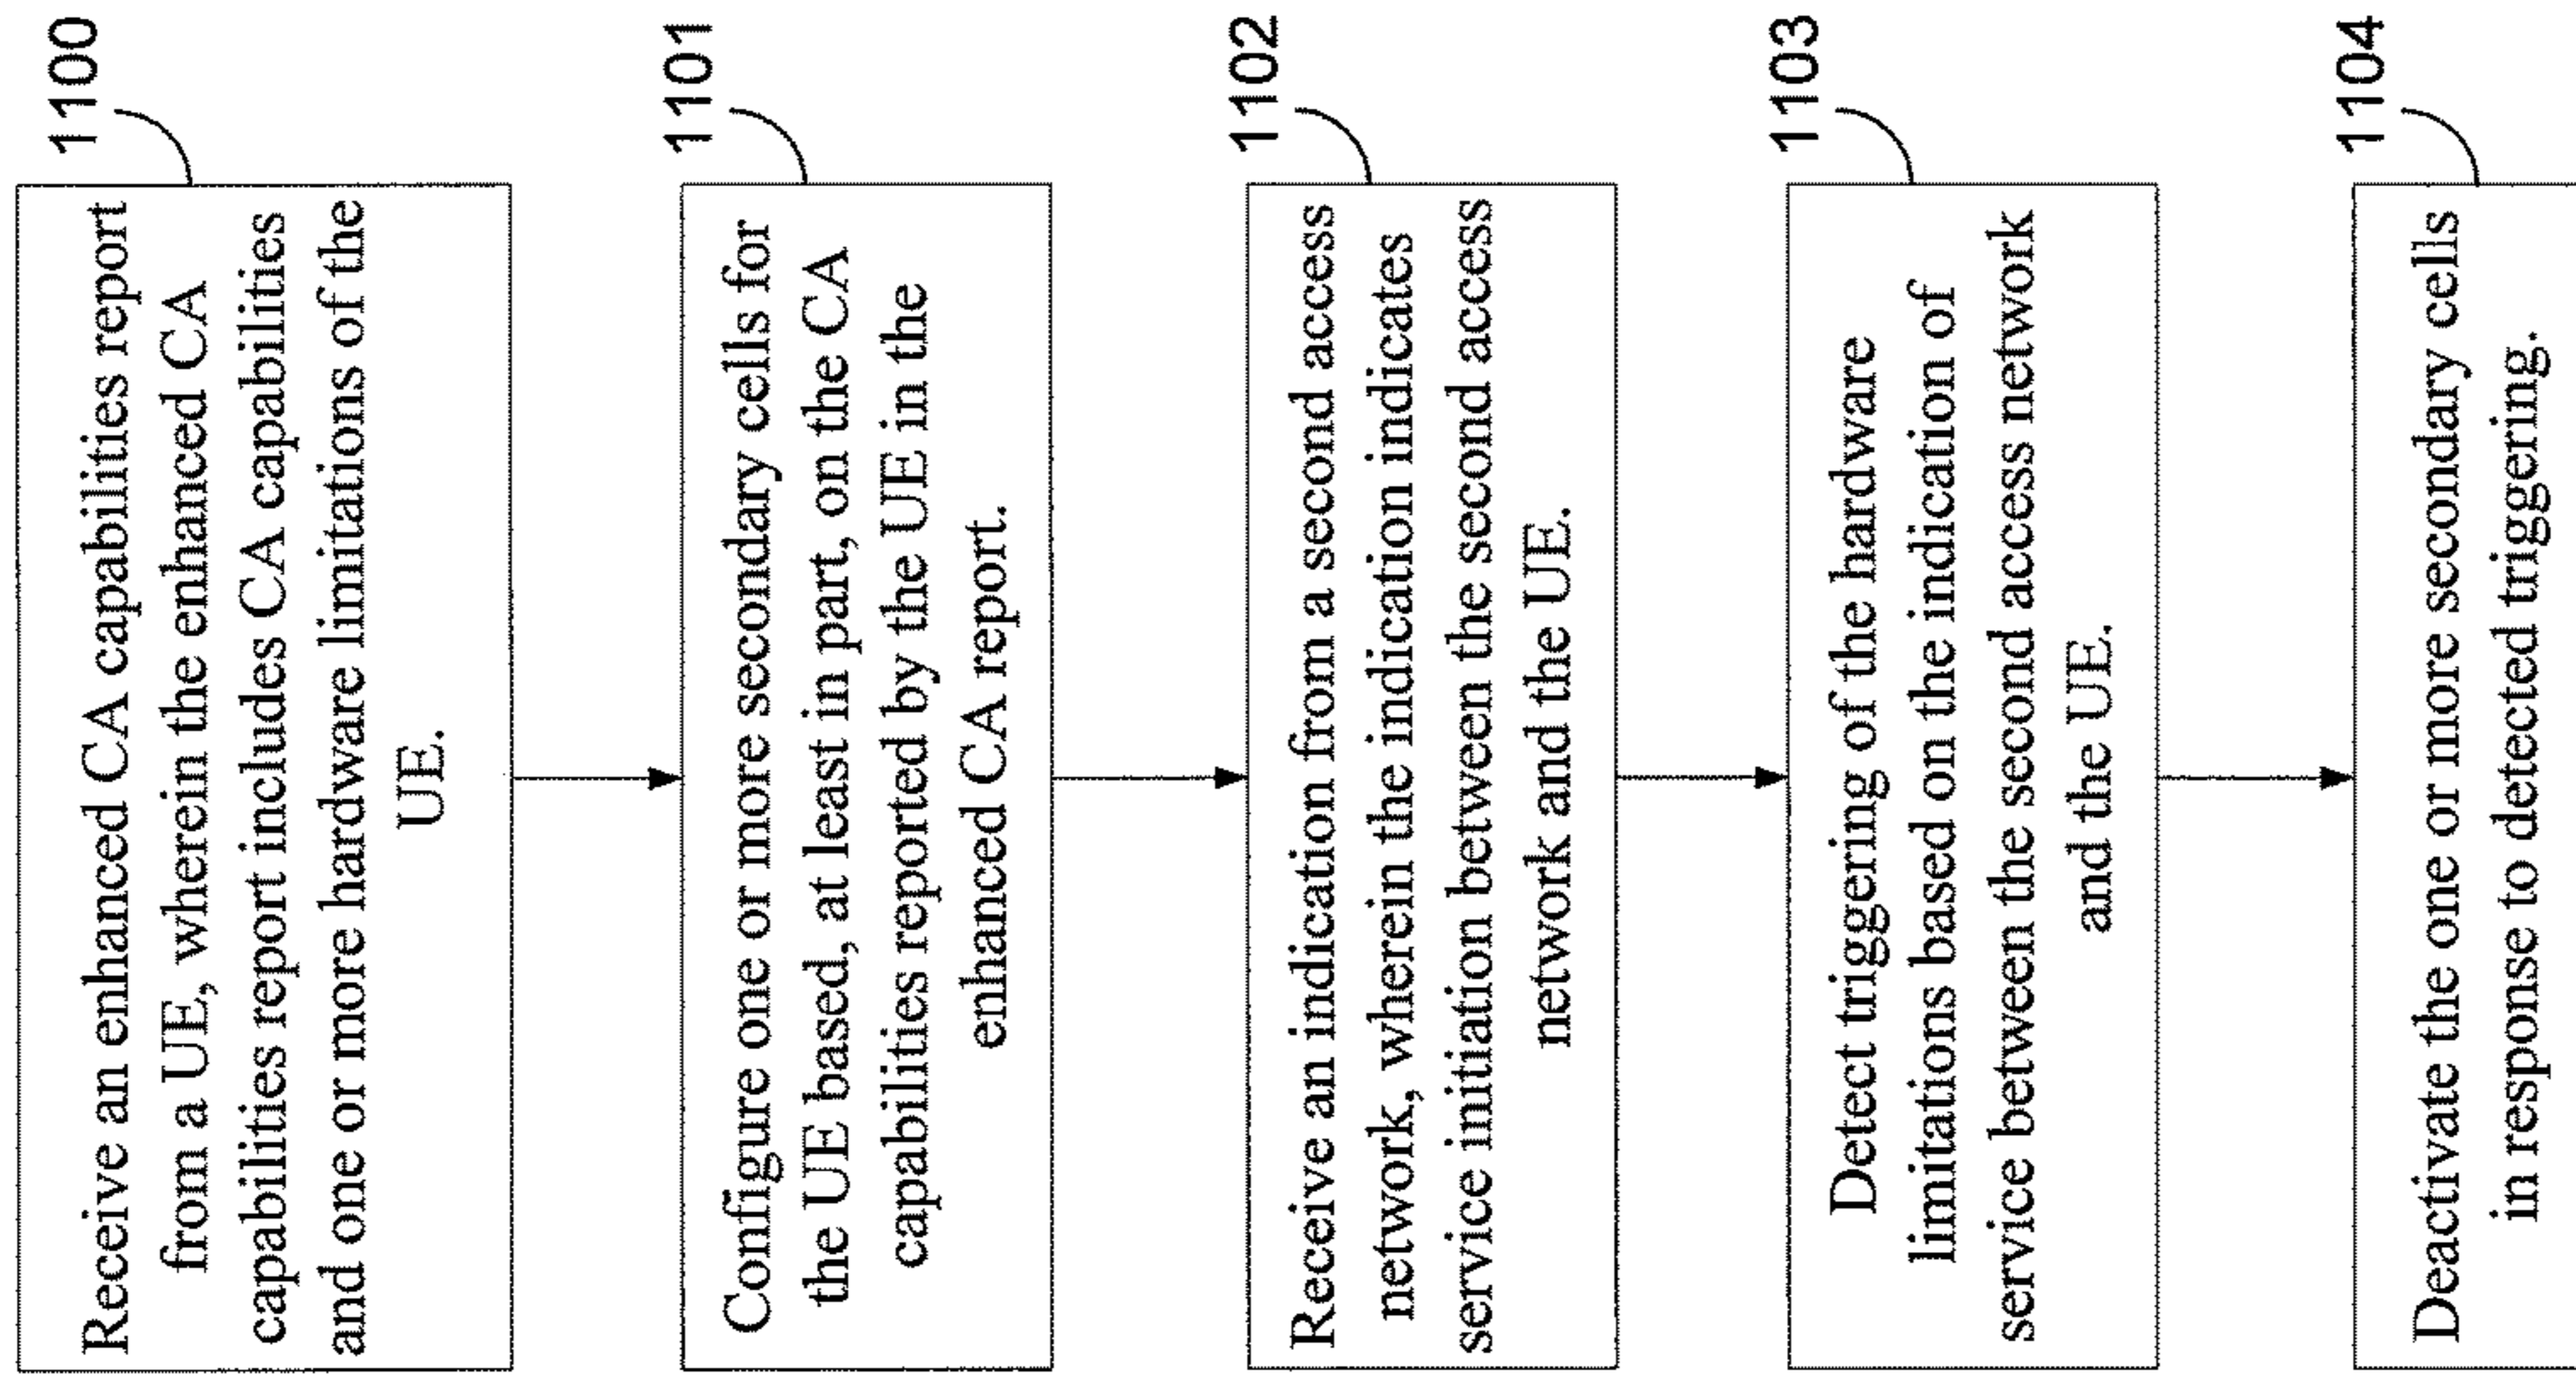 1100
Receive an enhanced CA capabilities report
from a UE, wherein the enhanced CA
capabilities report includes CA capabilities
and one or more hardware limitations of the
UE.
1101
Configure one or more secondary cells for
the UE based, at least in part, on the CA
capabilities reported by the UE in the
enhanced CA report.
1102
Receive an indication from a second access
network, wherein the indication indicates
service initiation between the second access
network and the UE.
1103
Detect triggering of the hardware
limitations based on the indication of
service between the second access network
and the UE.
1104
Deactivate the one or more secondary cells
in response to detected triggering.